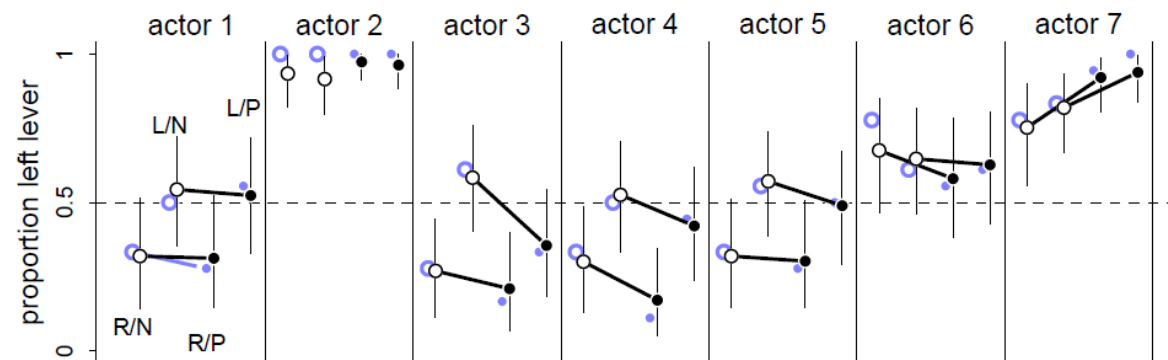 actor 1 actor 2 actor 3 actor 4 actor 5 actor 6 actor 7
proportion left lever
1
0.5
0
L/N
L/P
R/N
R/P